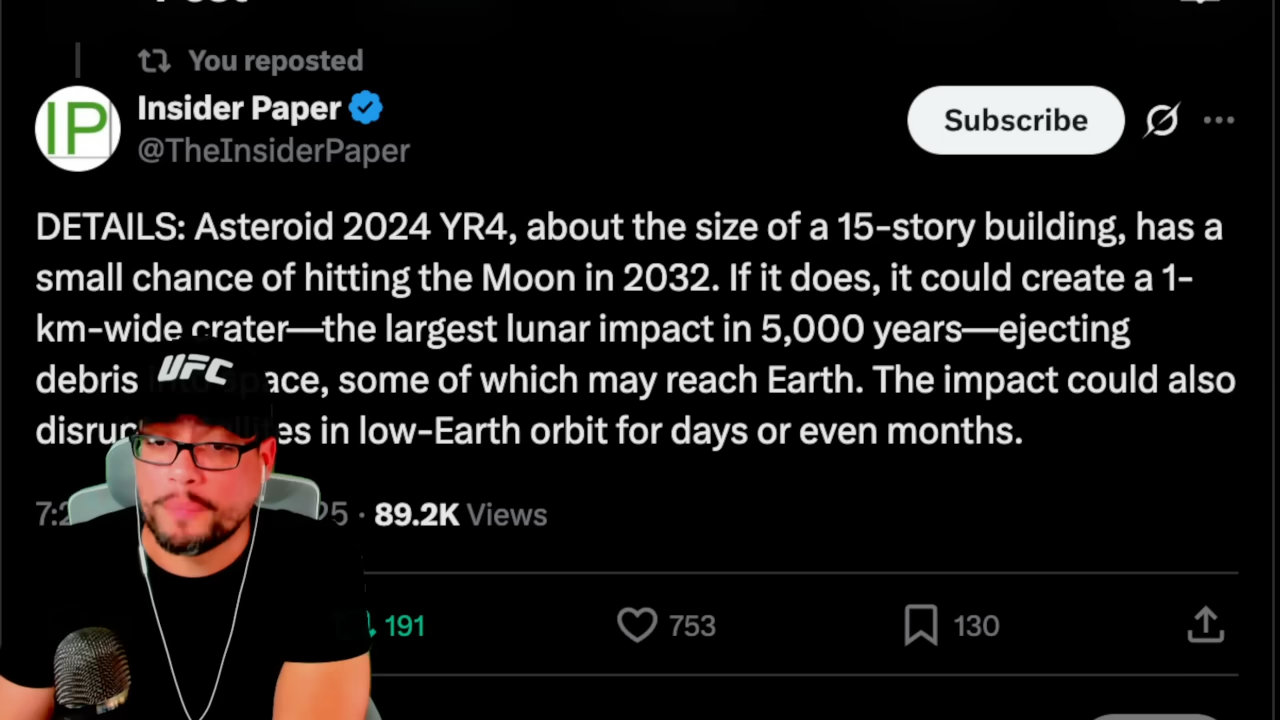 You reposted
Insider Paper
@TheInsiderPaper
Subscribe
IP
DETAILS: Asteroid 2024 YR4, about the size of a 15-story building, has a
small chance of hitting the Moon in 2032. If it does, it could create a 1-
km-wide crater—the largest lunar impact in 5,000 years—ejecting
debris ace, some of which may reach Earth. The impact could also
in low-Earth orbit for days or even months.
UFC
89.2K Views
191
753
130